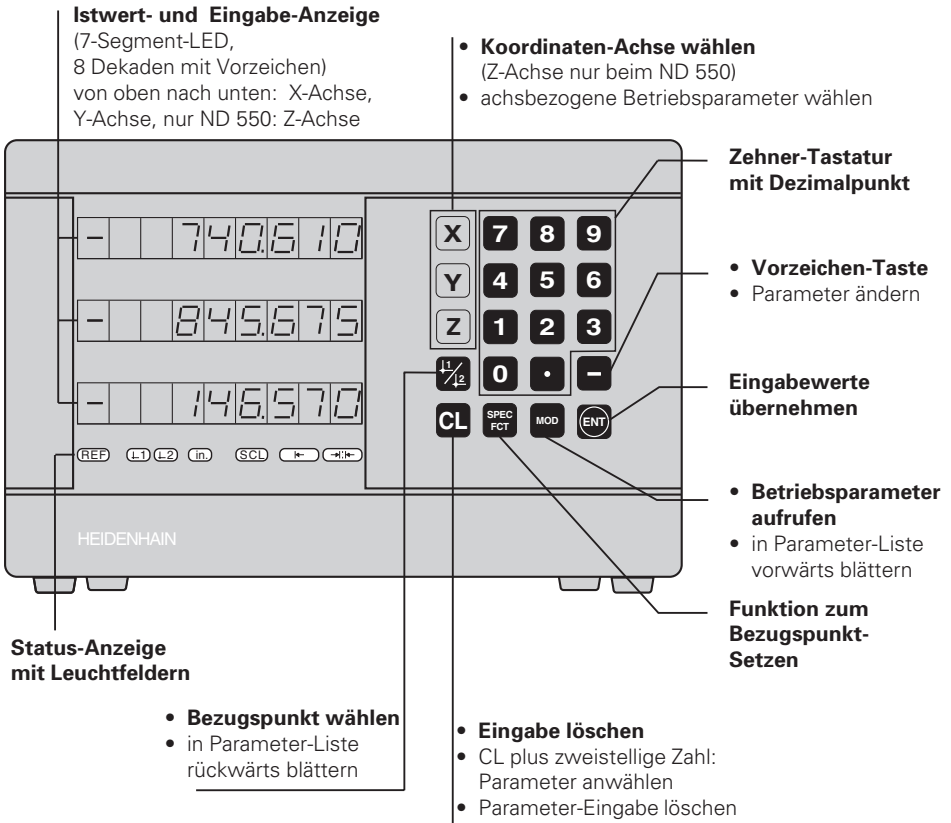 Istwert- und Eingabe-Anzeige
(7-Segment-LED,
8 Dekaden mit Vorzeichen)
von oben nach unten: X-Achse,
Y-Achse, nur ND 550: Z-Achse
• Koordinaten-Achse wählen
(Z-Achse nur beim ND 550)
• achsbezogene Betriebsparameter wählen
Zehner-Tastatur
mit Dezimalpunkt
• Vorzeichen-Taste
• Parameter ändern
Eingabewerte
übernehmen
• Betriebsparameter
aufrufen
• in Parameter-Liste
vorwärts blättern
Funktion zum
Bezugspunkt-
Setzen
- 740.610
- 845.675
- 146.570
X 7 8 9
Y 4 5 6
Z 1 2 3
1 2 0 . -
CL SPEC FCT MOD ENT
REF 1 2 in. SCL
HEIDENHAIN
Status-Anzeige
mit Leuchtfeldern
• Bezugspunkt wählen
• in Parameter-Liste
rückwärts blättern
• Eingabe löschen
• CL plus zweistellige Zahl:
Parameter anwählen
• Parameter-Eingabe löschen